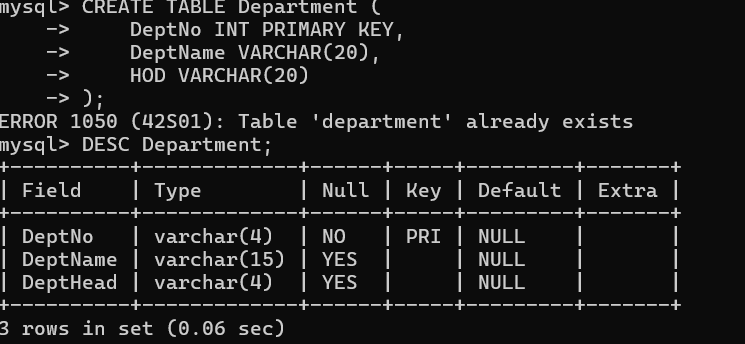 mysql> CREATE TABLE Department (
    ->     DeptNo INT PRIMARY KEY,
    ->     DeptName VARCHAR(20),
    ->     HOD VARCHAR(20)
    -> );
ERROR 1050 (42S01): Table 'department' already exists
mysql> DESC Department;
+----------+-------------+------+-----+---------+-------+
| Field    | Type        | Null | Key | Default | Extra |
+----------+-------------+------+-----+---------+-------+
| DeptNo   | varchar(4)  | NO   | PRI | NULL    |       |
| DeptName | varchar(15) | YES  |     | NULL    |       |
| DeptHead | varchar(4)  | YES  |     | NULL    |       |
+----------+-------------+------+-----+---------+-------+
3 rows in set (0.06 sec)